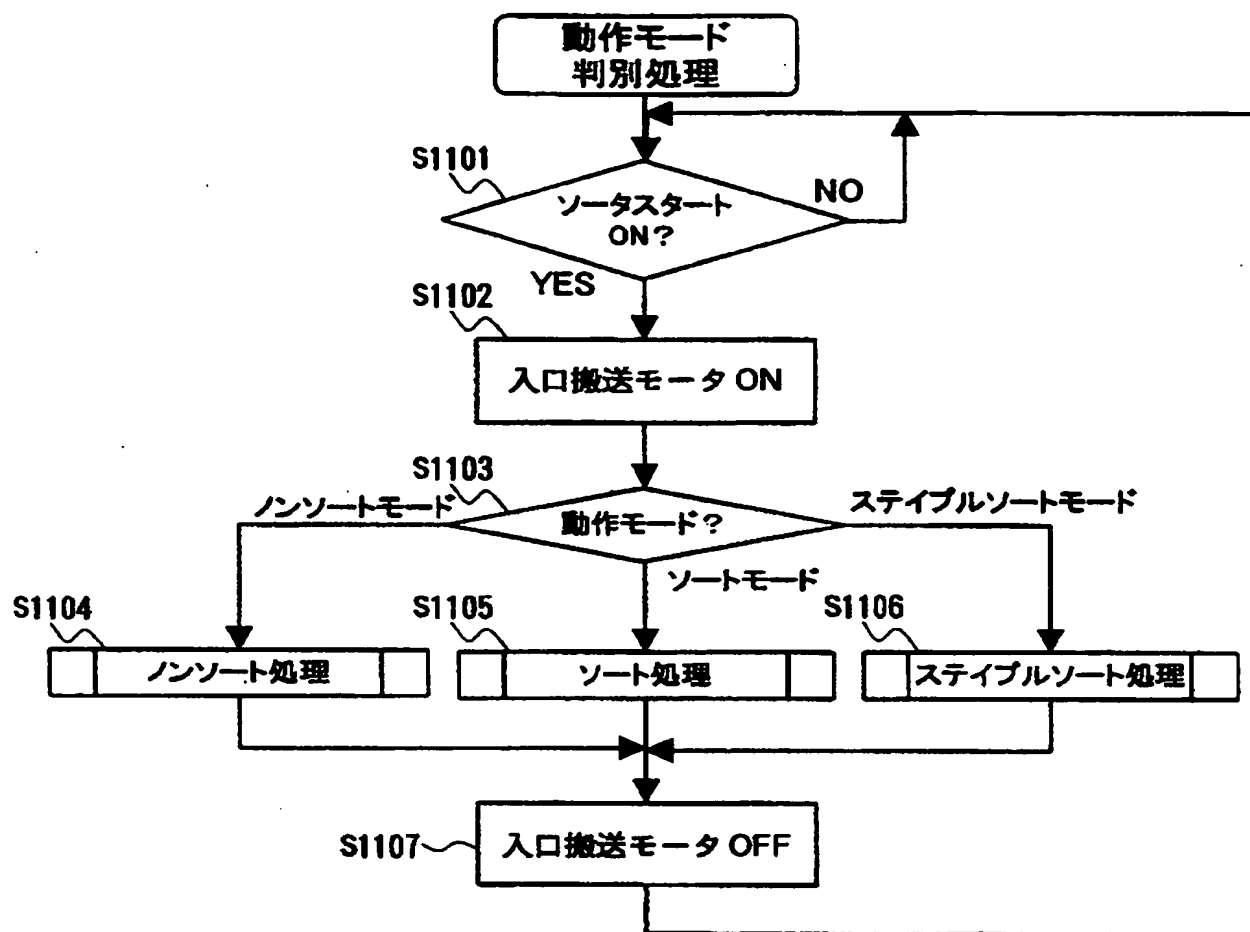 動作モード
判別処理
S1101
ソータスタート
ON?
NO
YES
S1102
入口搬送モータ ON
S1103
ノンソートモード
動作モード?
ステイプルソートモード
ソートモード
S1104
ノンソート処理
S1105
ソート処理
S1106
ステイプルソート処理
S1107
入口搬送モータ OFF